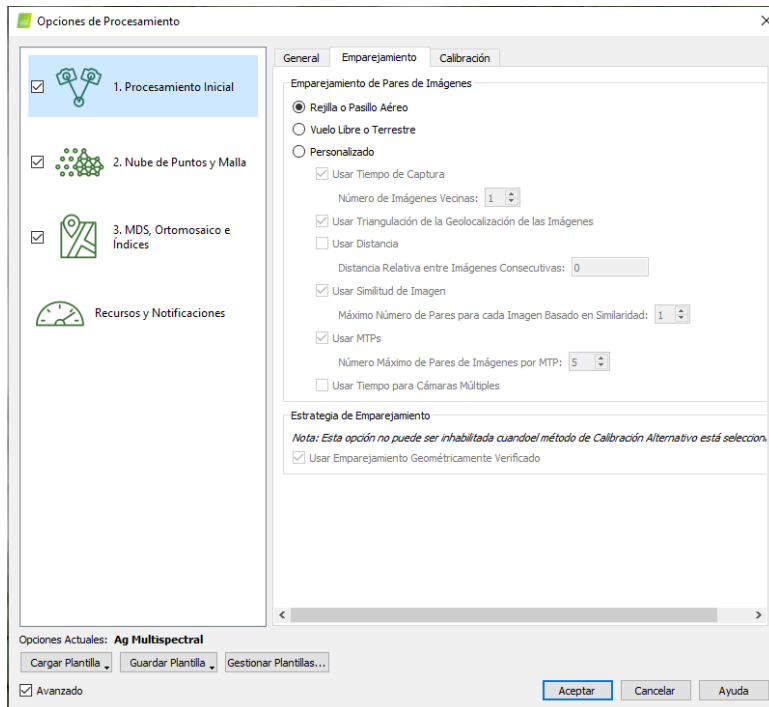 Opciones de Procesamiento
1. Procesamiento Inicial
2. Nube de Puntos y Malla
3. MDS, Ortomosaico e
Índices
Recursos y Notificaciones
General Emparejamiento Calibración
Emparejamiento de Pares de Imágenes
Rejilla o Pasillo Aéreo
Vuelo Libre o Terrestre
Personalizado
Usar Tiempo de Captura
Número de Imágenes Vecinas: 1
Usar Triangulación de la Geolocalización de las Imágenes
Usar Distancia
Distancia Relativa entre Imágenes Consecutivas: 0
Usar Similitud de Imagen
Máximo Número de Pares para cada Imagen Basado en Similaridad: 1
Usar MTPs
Número Máximo de Pares de Imágenes por MTP: 5
Usar Tiempo para Cámaras Múltiples
Estrategia de Emparejamiento
Nota: Esta opción no puede ser inhabilitada cuandoel método de Calibración Alternativo está seleccion
Usar Emparejamiento Geométricamente Verificado
Opciones Actuales: Ag Multispectral
Cargar Plantilla Guardar Plantilla Gestionar Plantillas...
Avanzado
Aceptar Cancelar Ayuda